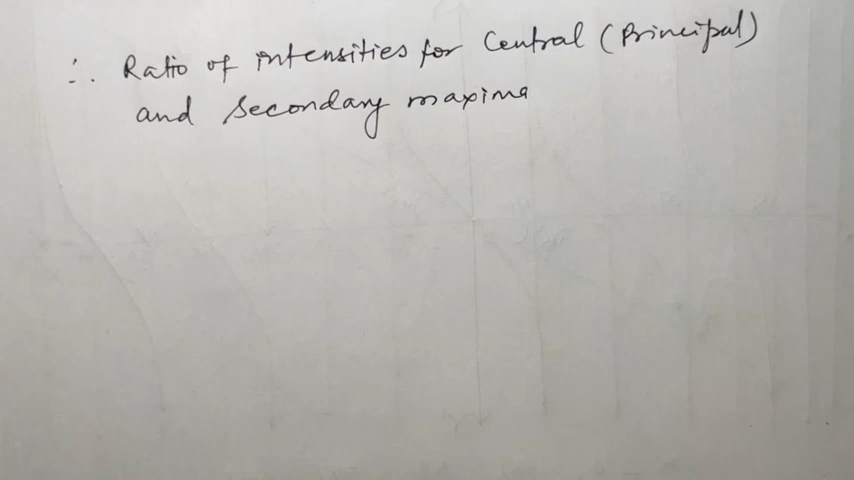 ∴ Ratio of intensities for Central (Principal)
and Secondary maxima